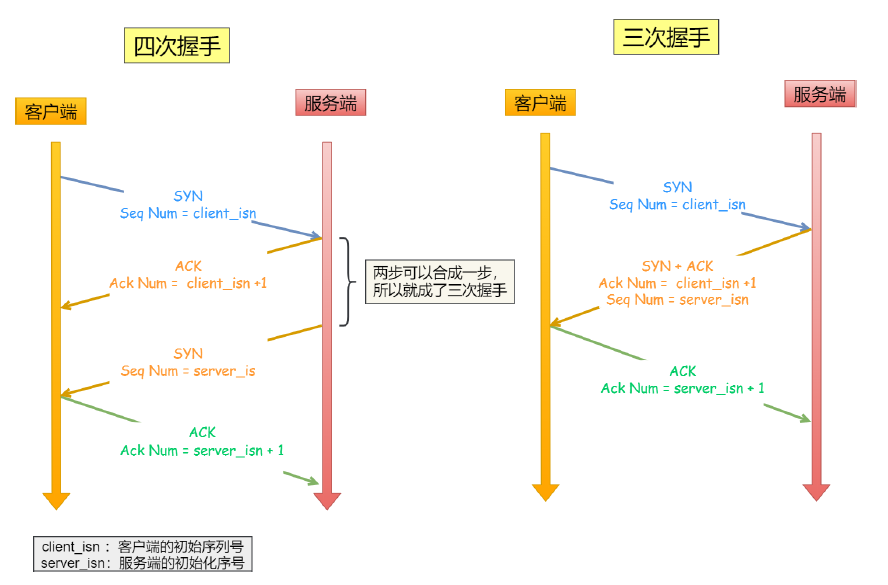 四次握手
客户端
服务端
SYN
Seq Num = client_isn
ACK
Ack Num = client_isn +1
两步可以合成一步，
所以就成了三次握手
SYN
Seq Num = server_is
ACK
Ack Num = server_isn + 1
三次握手
客户端
服务端
SYN
Seq Num = client_isn
SYN + ACK
Ack Num = client_isn +1
Seq Num = server_isn
ACK
Ack Num = server_isn + 1
client_isn ：客户端的初始序列号
server_isn：服务端的初始化序号